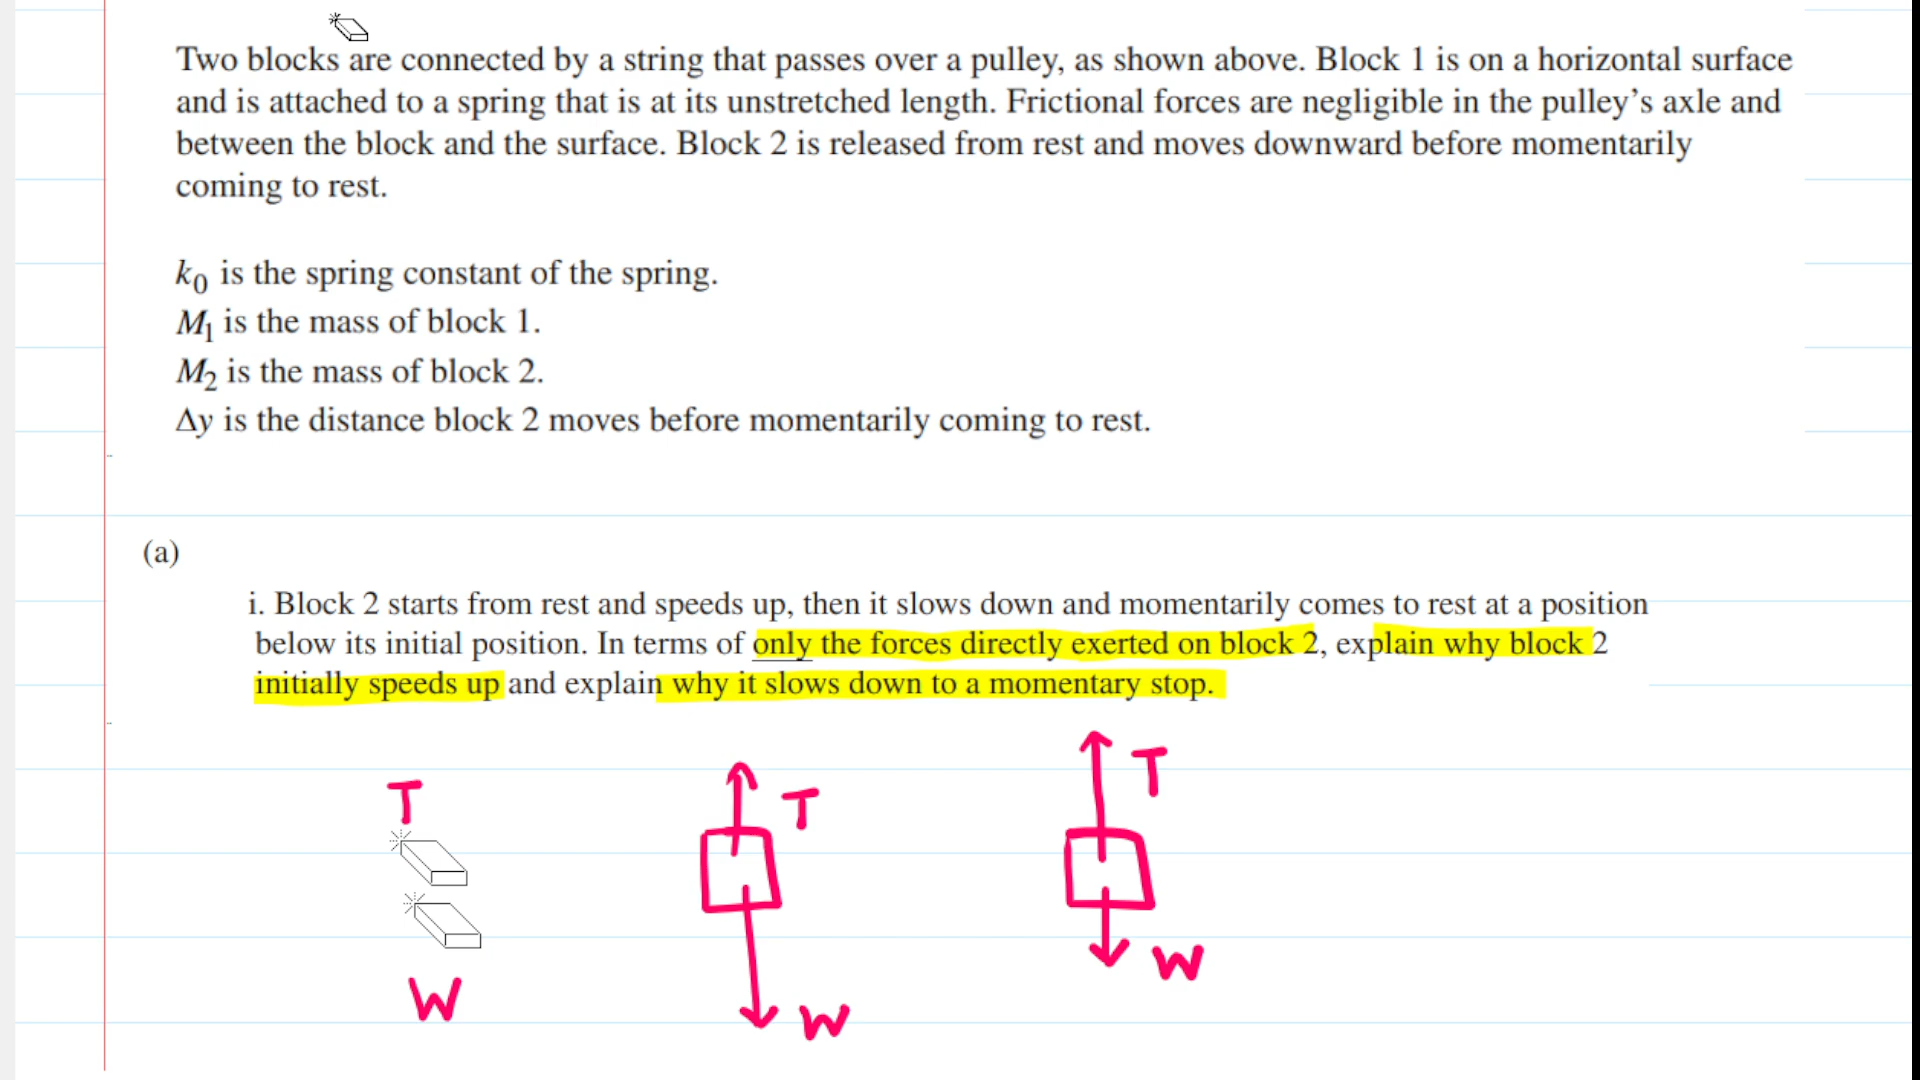 Two blocks are connected by a string that passes over a pulley, as shown above. Block 1 is on a horizontal surface
and is attached to a spring that is at its unstretched length. Frictional forces are negligible in the pulley’s axle and
between the block and the surface. Block 2 is released from rest and moves downward before momentarily
coming to rest.
k₀ is the spring constant of the spring.
M₁ is the mass of block 1.
M₂ is the mass of block 2.
Δy is the distance block 2 moves before momentarily coming to rest.
(a)
i. Block 2 starts from rest and speeds up, then it slows down and momentarily comes to rest at a position
below its initial position. In terms of only the forces directly exerted on block 2, explain why block 2
initially speeds up and explain why it slows down to a momentary stop.
T T T
W W W